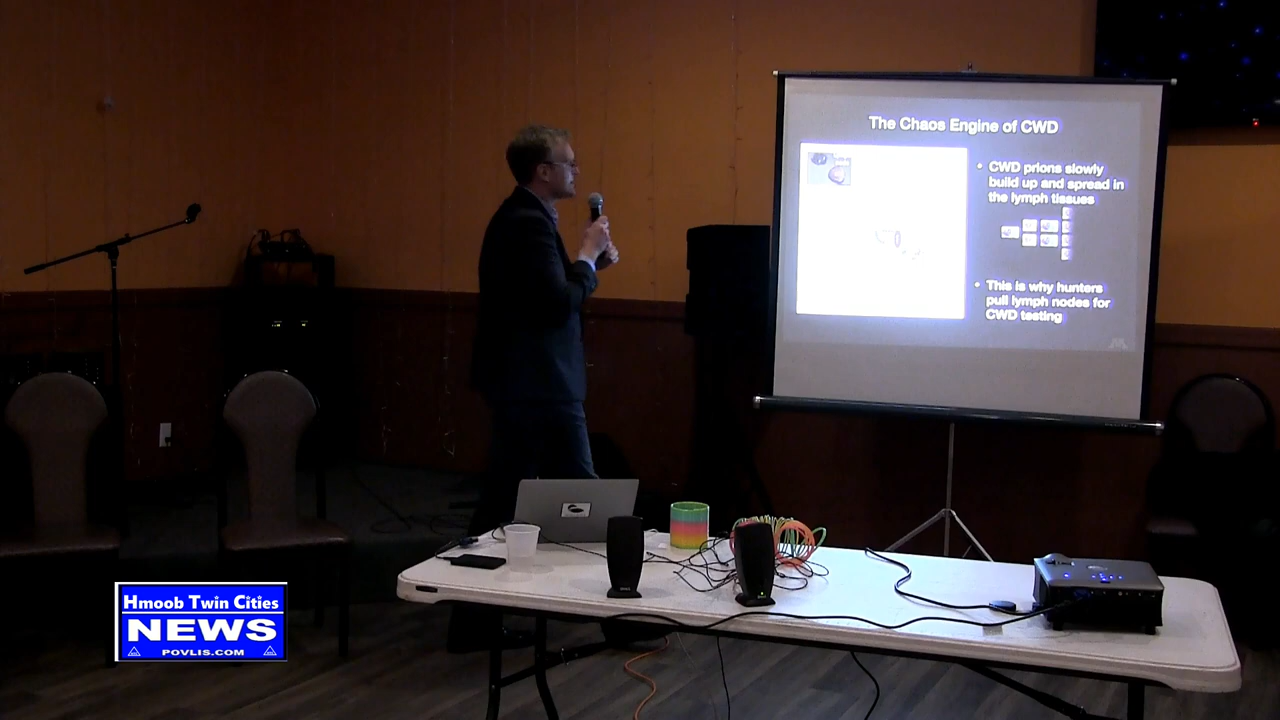 The Chaos Engine of CWD
• CWD prions slowly
build up and spread in
the lymph tissues
• This is why hunters
pull lymph nodes for
CWD testing
Hmoob Twin Cities
NEWS
POVLIS.COM